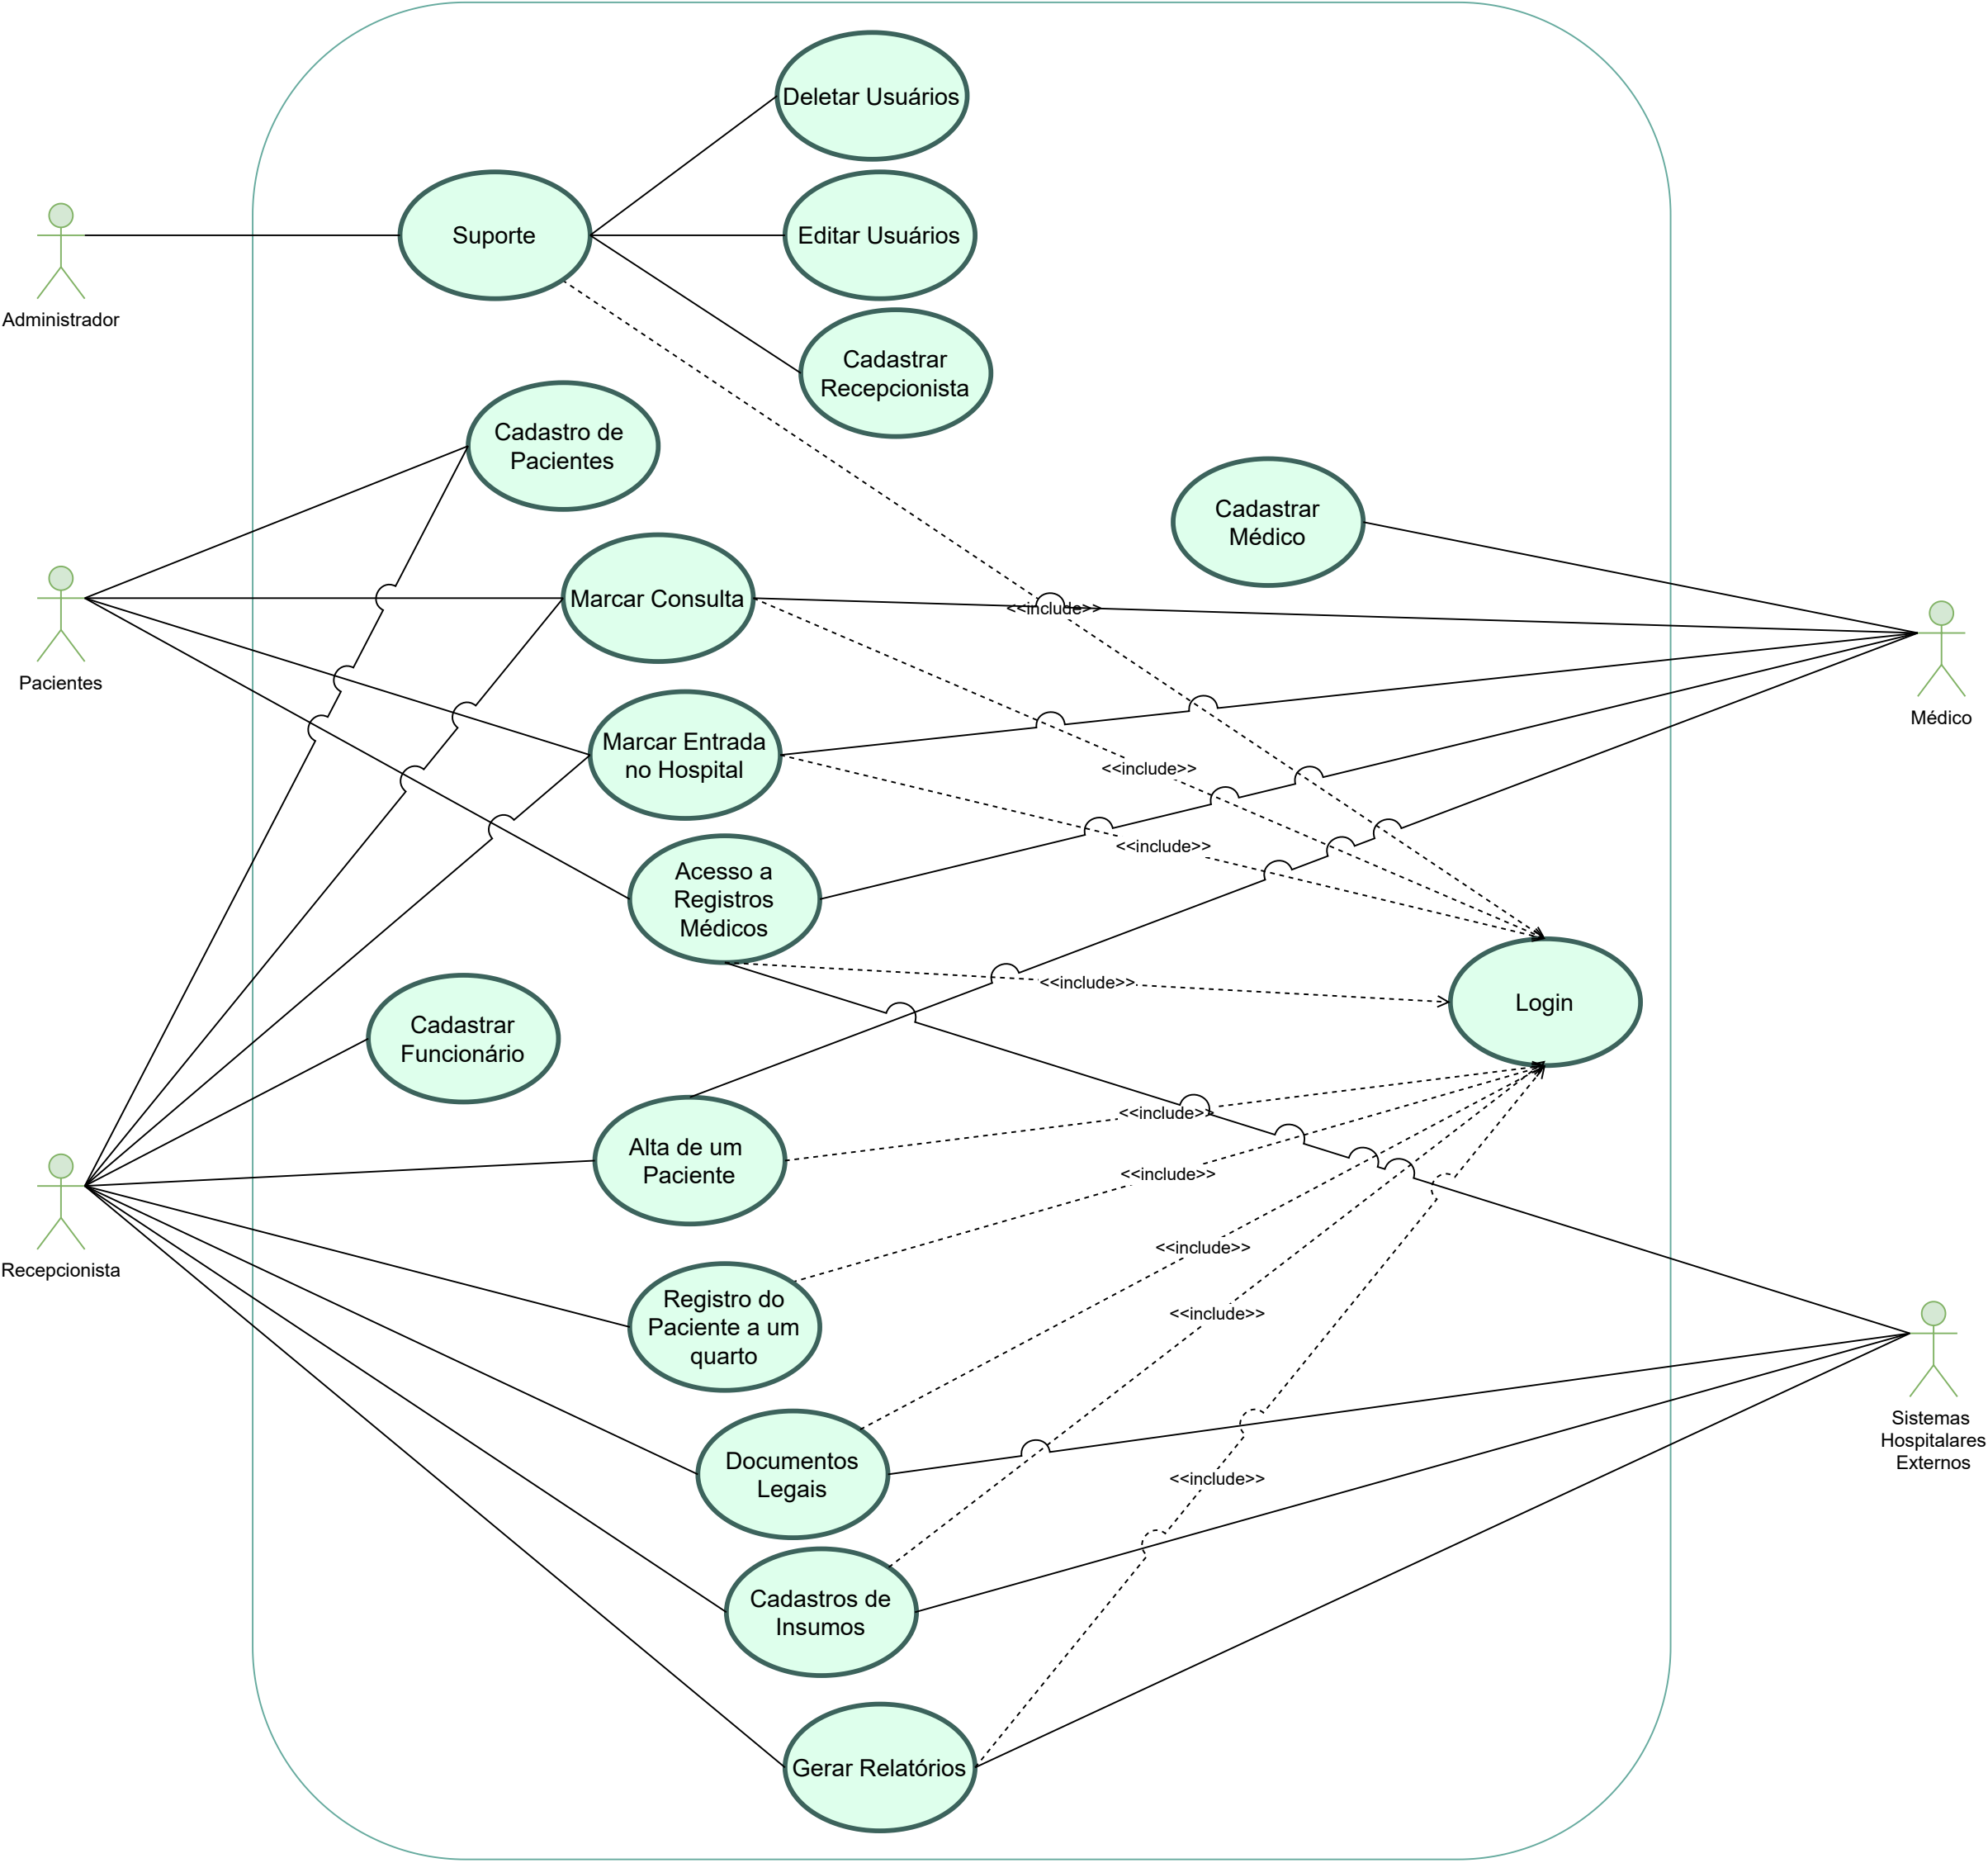 Deletar Usuários
Suporte
Editar Usuários
Administrador
Cadastrar
Recepcionista
Cadastro de
Pacientes
Cadastrar
Médico
Marcar Consulta
<<include>>
Pacientes
Médico
Marcar Entrada
no Hospital
<<include>>
<<include>>
Acesso a
Registros
Médicos
<<include>>
Login
Cadastrar
Funcionário
<<include>>
Alta de um
Paciente
<<include>>
Recepcionista
<<include>>
Registro do
Paciente a um
quarto
<<include>>
Sistemas
Hospitalares
Externos
Documentos
Legais
<<include>>
Cadastros de
Insumos
Gerar Relatórios